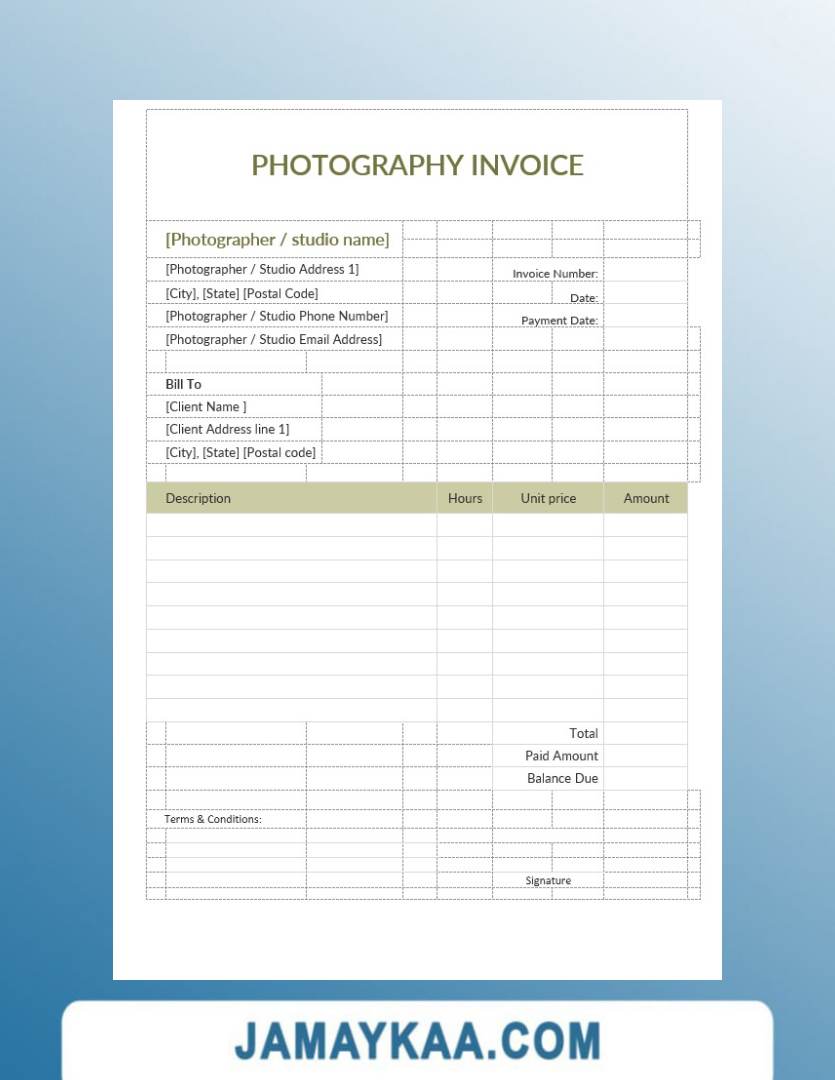 PHOTOGRAPHY INVOICE
[Photographer / studio name]
[Photographer / Studio Address 1]
Invoice Number:
[City], [State] [Postal Code]
Date:
[Photographer / Studio Phone Number]
Payment Date:
[Photographer / Studio Email Address]
Bill To
[Client Name ]
[Client Address line 1]
[City], [State] [Postal code]
Description Hours Unit price Amount
Total
Paid Amount
Balance Due
Terms & Conditions:
Signature
JAMAYKAA.COM